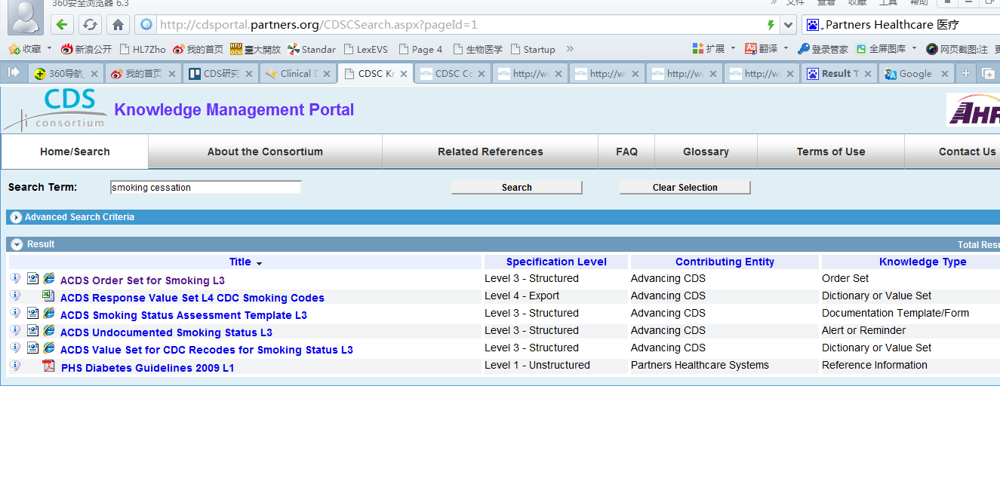 360安全浏览器 6.3
» 文件 查看 收藏 工具 帮助
http://cdsportal.partners.org/CDSCSearch.aspx?pageId=1
Partners Healthcare 医疗
收藏 新浪公开 HL7Zho 我的首页 臺大開放 Standar LexEVS Page 4 生物医学 Startup » 扩展 翻译 登录管家 全屏图库 网页截图:注
360导航_ 我的首页 CDS研究 Clinical D CDSC Kr CDSC Co http://w http://w http://w http://w Result T Google
CDS
consortium
Knowledge Management Portal
AHR
Home/Search About the Consortium Related References FAQ Glossary Terms of Use Contact Us
Search Term: smoking cessation Search Clear Selection
Advanced Search Criteria
Result Total Resu
Title Specification Level Contributing Entity Knowledge Type
ACDS Order Set for Smoking L3 Level 3 - Structured Advancing CDS Order Set
ACDS Response Value Set L4 CDC Smoking Codes Level 4 - Export Advancing CDS Dictionary or Value Set
ACDS Smoking Status Assessment Template L3 Level 3 - Structured Advancing CDS Documentation Template/Form
ACDS Undocumented Smoking Status L3 Level 3 - Structured Advancing CDS Alert or Reminder
ACDS Value Set for CDC Recodes for Smoking Status L3 Level 3 - Structured Advancing CDS Dictionary or Value Set
PHS Diabetes Guidelines 2009 L1 Level 1 - Unstructured Partners Healthcare Systems Reference Information